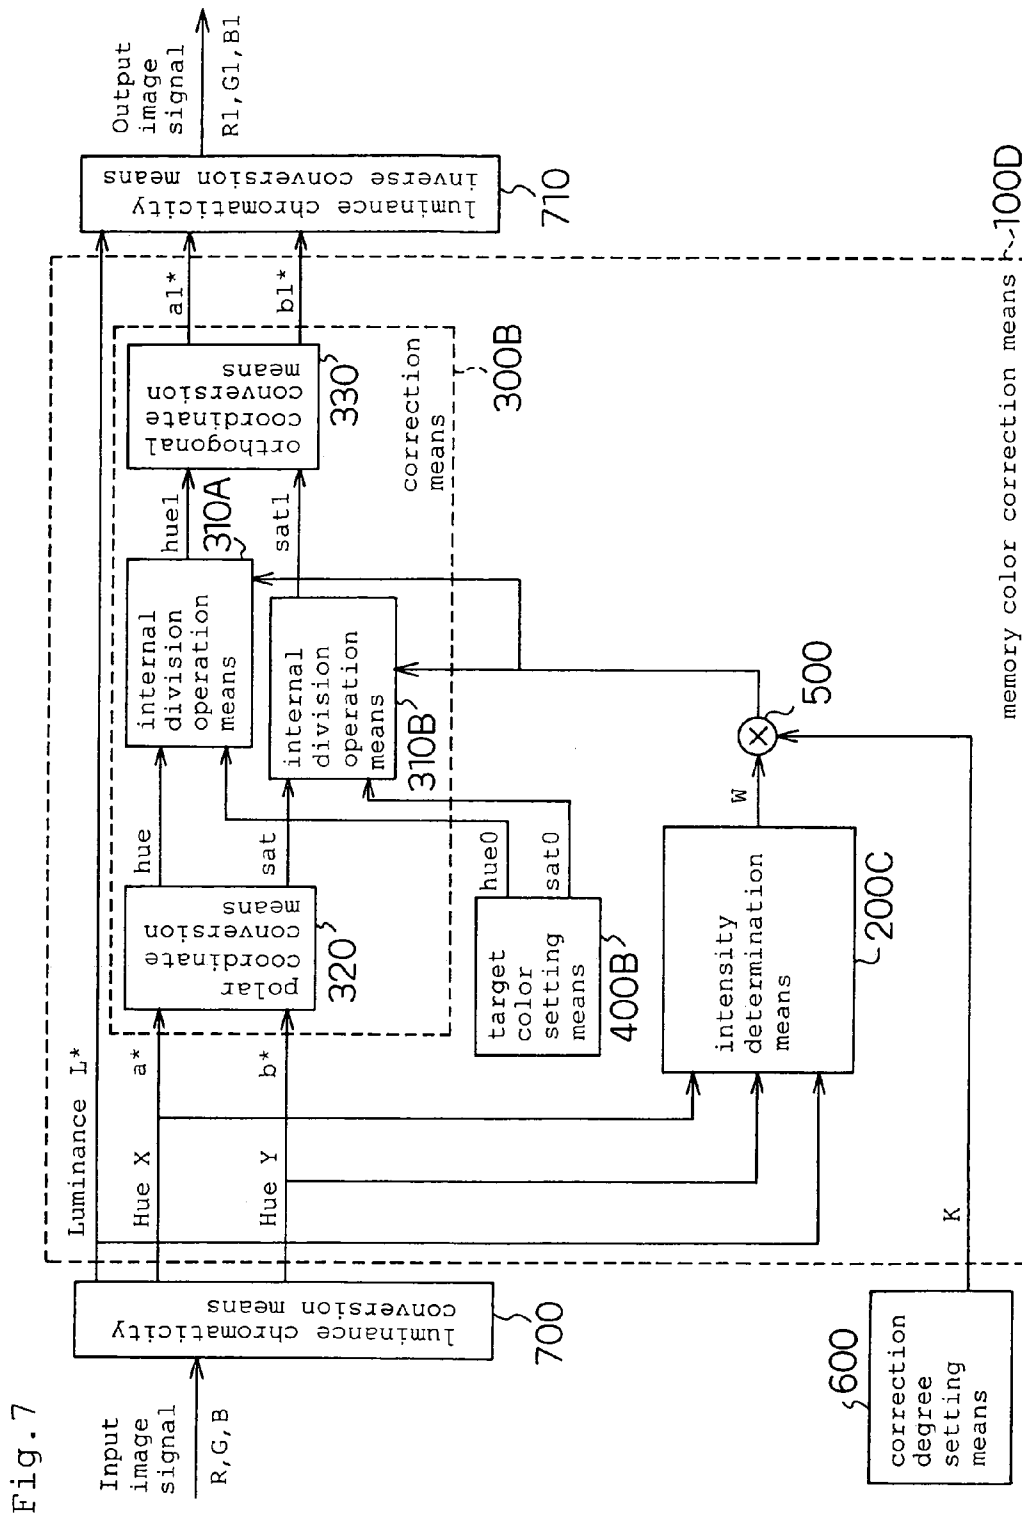 Fig.7
Input
image
signal
R,G,B
luminance chromaticity
conversion means
700
Luminance L*
Hue X a*
Hue Y b*
polar
coordinate
conversion
means
320
hue
sat
internal
division
operation
means
310A
internal
division
operation
means
310B
hue1
sat1
orthogonal
coordinate
conversion
means
330
correction
means
300B
a1*
b1*
luminance chromaticity
inverse conversion means
710
Output
image
signal
R1,G1,B1
target
color
setting
means
400B
hue0
sat0
intensity
determination
means
200C
W
500
K
correction
degree
setting
means
600
memory color correction means
100D